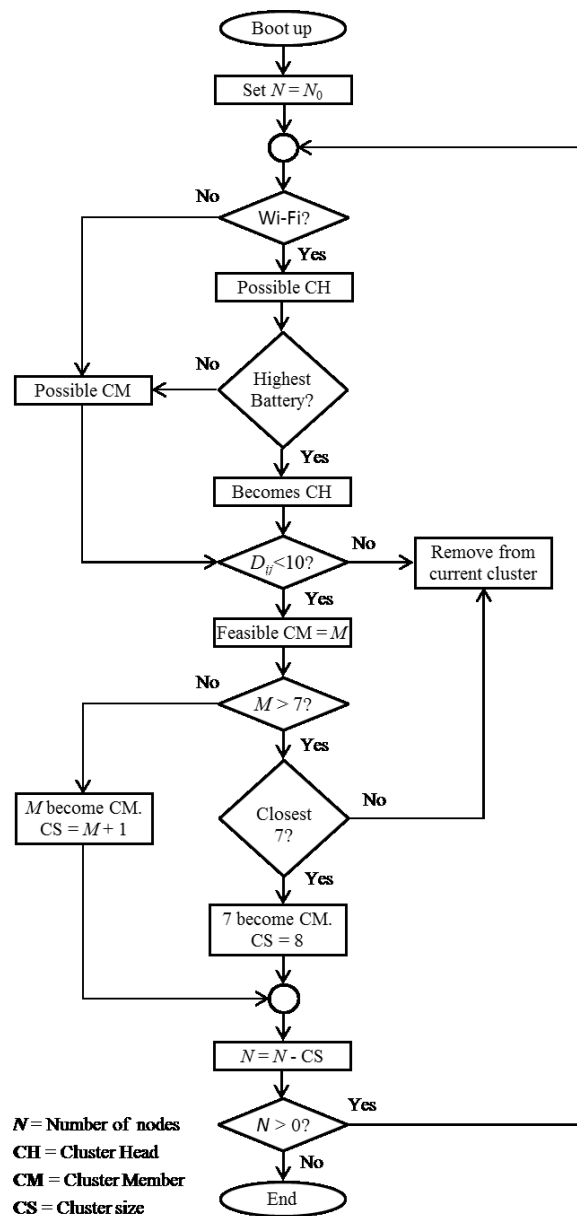 Boot up
Set N = N₀
No
Wi-Fi?
Yes
Possible CH
No
Highest
Battery?
Possible CM
Yes
Becomes CH
Dᵢⱼ<10?
No
Remove from
current cluster
Yes
Feasible CM = M
No
M > 7?
Yes
M become CM.
CS = M + 1
Closest
7?
No
Yes
7 become CM.
CS = 8
N = N - CS
N > 0?
Yes
No
End
N = Number of nodes
CH = Cluster Head
CM = Cluster Member
CS = Cluster size